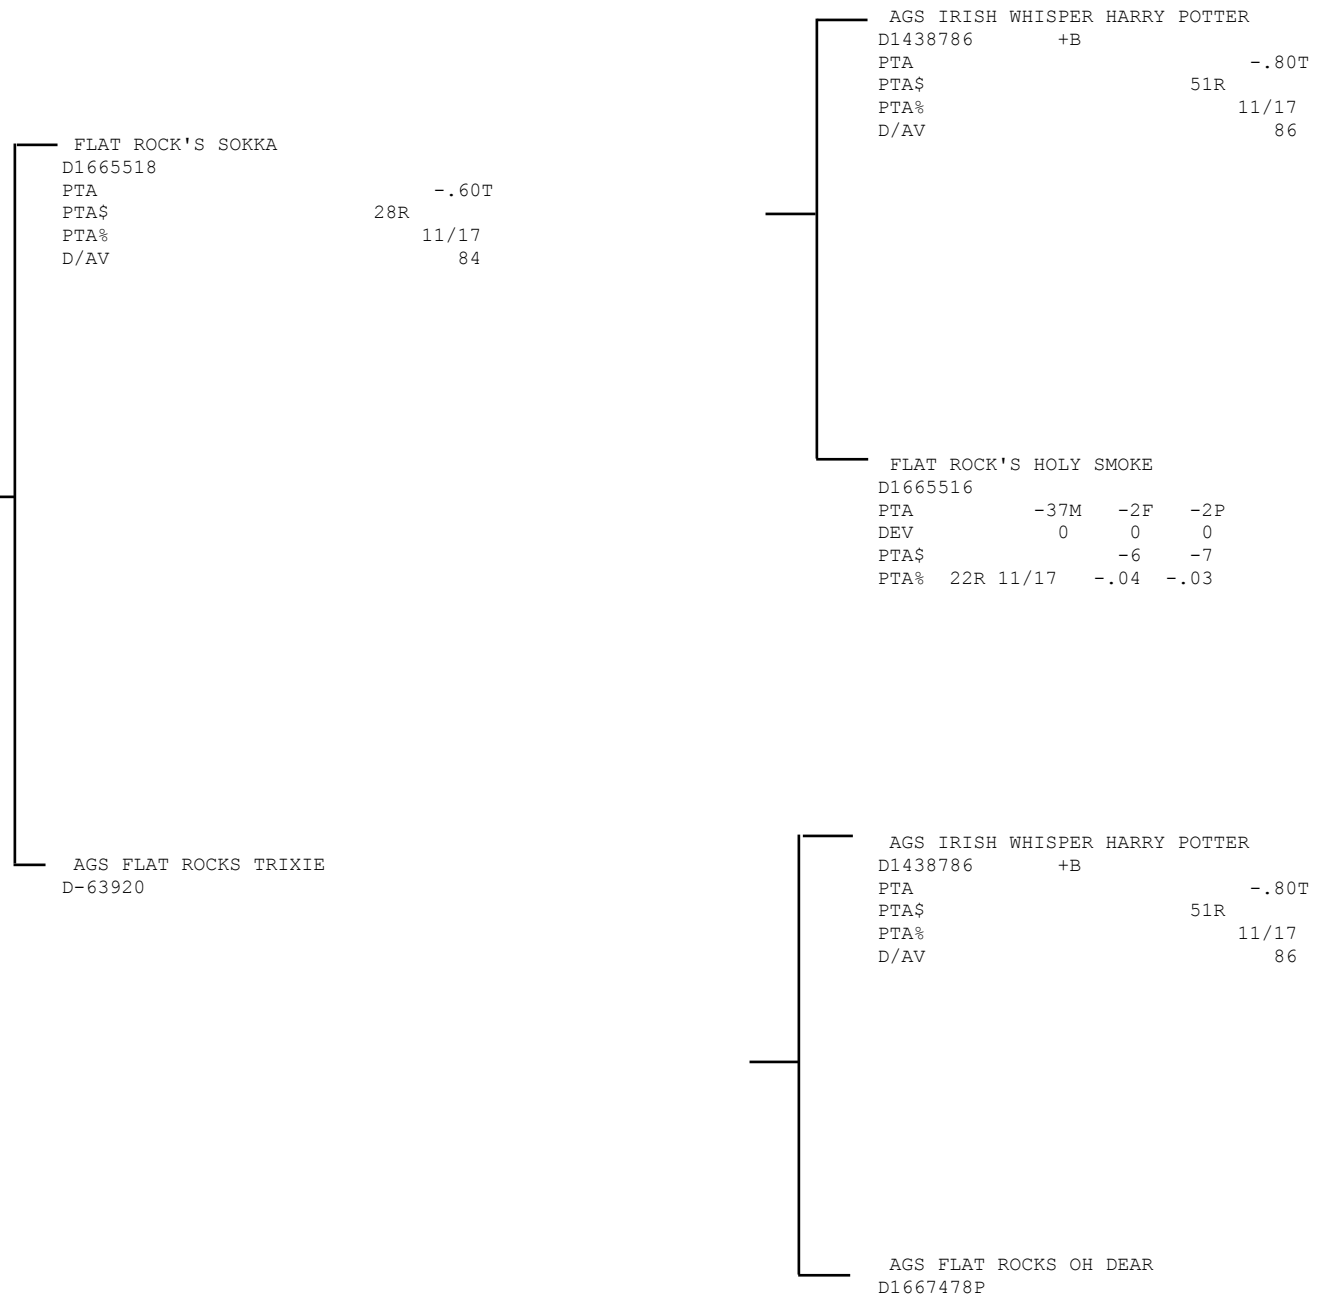 AGS IRISH WHISPER HARRY POTTER
D1438786 +B
PTA -.80T
PTA$ 51R
PTA% 11/17
D/AV 86
FLAT ROCK'S SOKKA
D1665518
PTA -.60T
PTA$ 28R
PTA% 11/17
D/AV 84
FLAT ROCK'S HOLY SMOKE
D1665516
PTA -37M -2F -2P
DEV 0 0 0
PTA$ -6 -7
PTA% 22R 11/17 -.04 -.03
AGS FLAT ROCKS TRIXIE
D-63920
AGS IRISH WHISPER HARRY POTTER
D1438786 +B
PTA -.80T
PTA$ 51R
PTA% 11/17
D/AV 86
AGS FLAT ROCKS OH DEAR
D1667478P